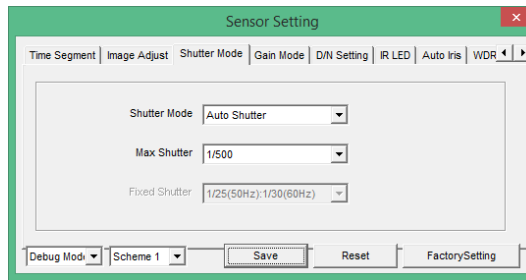 Sensor Setting
Time Segment Image Adjust Shutter Mode Gain Mode D/N Setting IR LED Auto Iris WDR
Shutter Mode Auto Shutter
Max Shutter 1/500
Fixed Shutter 1/25(50Hz):1/30(60Hz)
Debug Mod Scheme 1 Save Reset FactorySetting